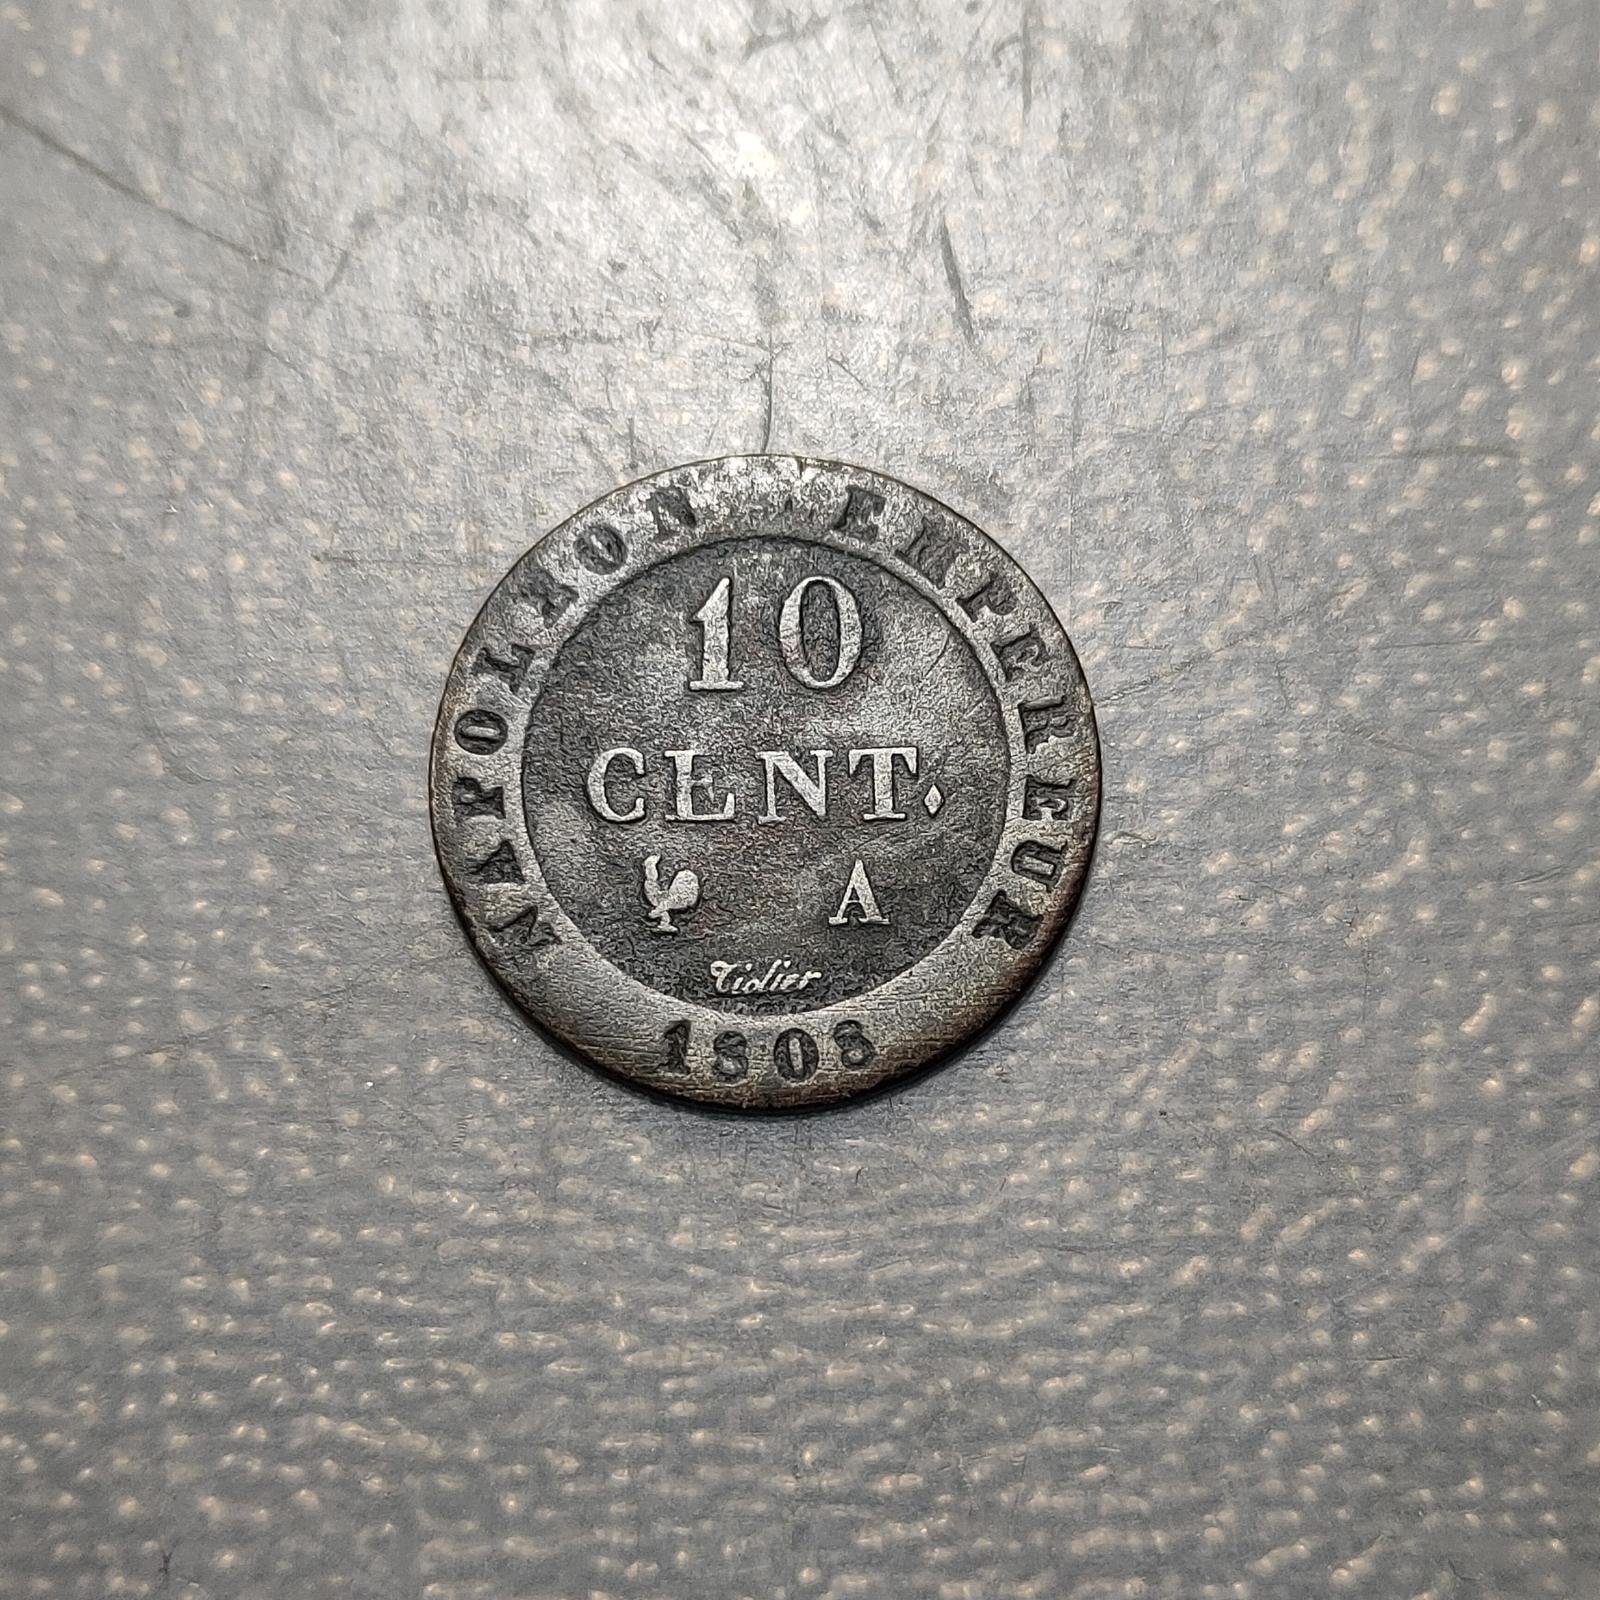 NAPOLEON EMPEREUR
10
CENT.
A
Tiolier
1808